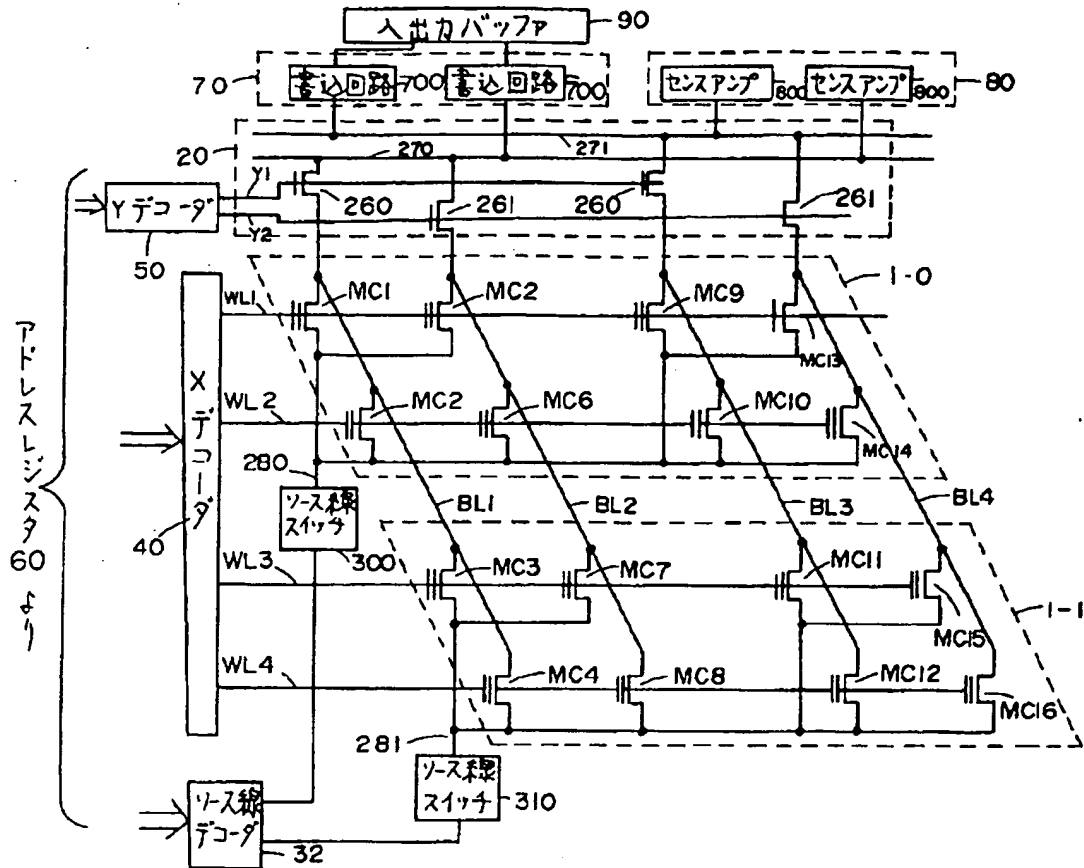 入出力バッファ 90
70 書込回路 700 書込回路 700 センスアンプ 800 センスアンプ 800 80
20 270 271
Y1 260 261 260 261
Yデコーダ Y2
50
1-0
WL1 MC1 MC2 MC9 MC13
アドレスレジスタ60より
Xデコーダ
40
WL2 MC2 MC6 MC10 MC14
280
ソース線
スイッチ
300
BL1 BL2 BL3 BL4
WL3 MC3 MC7 MC11 MC15 1-1
WL4 MC4 MC8 MC12 MC16
281
ソース線
スイッチ
310
ソース線
デコーダ
32